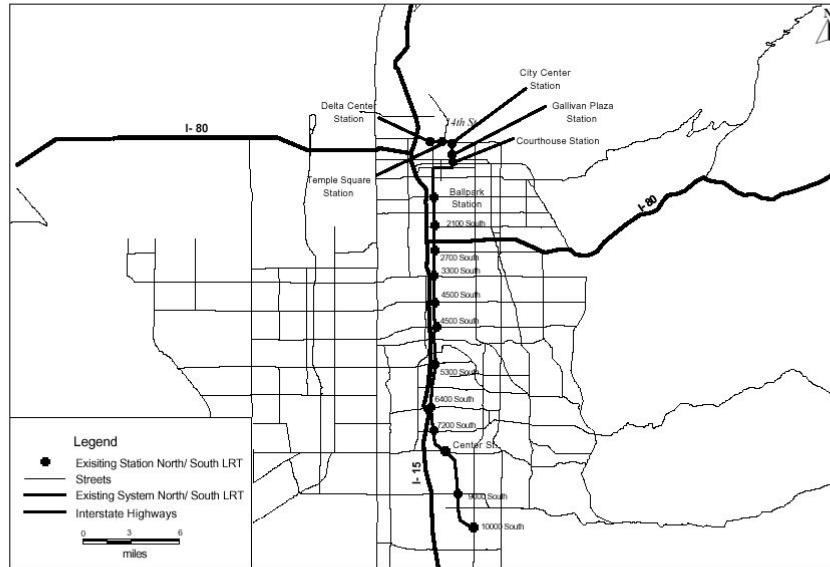 N
City Center
Station
Delta Center
Station
14th St.
Gallivan Plaza
Station
I- 80
Courthouse Station
Temple Square
Station
Ballpark
Station
I- 80
2100 South
2700 South
3300 South
4500 South
4500 South
5300 South
6400 South
7200 South
Center St.
I- 15
9000 South
10000 South
Legend
Exisiting Station North/ South LRT
Streets
Existing System North/ South LRT
Interstate Highways
0 3 6
miles